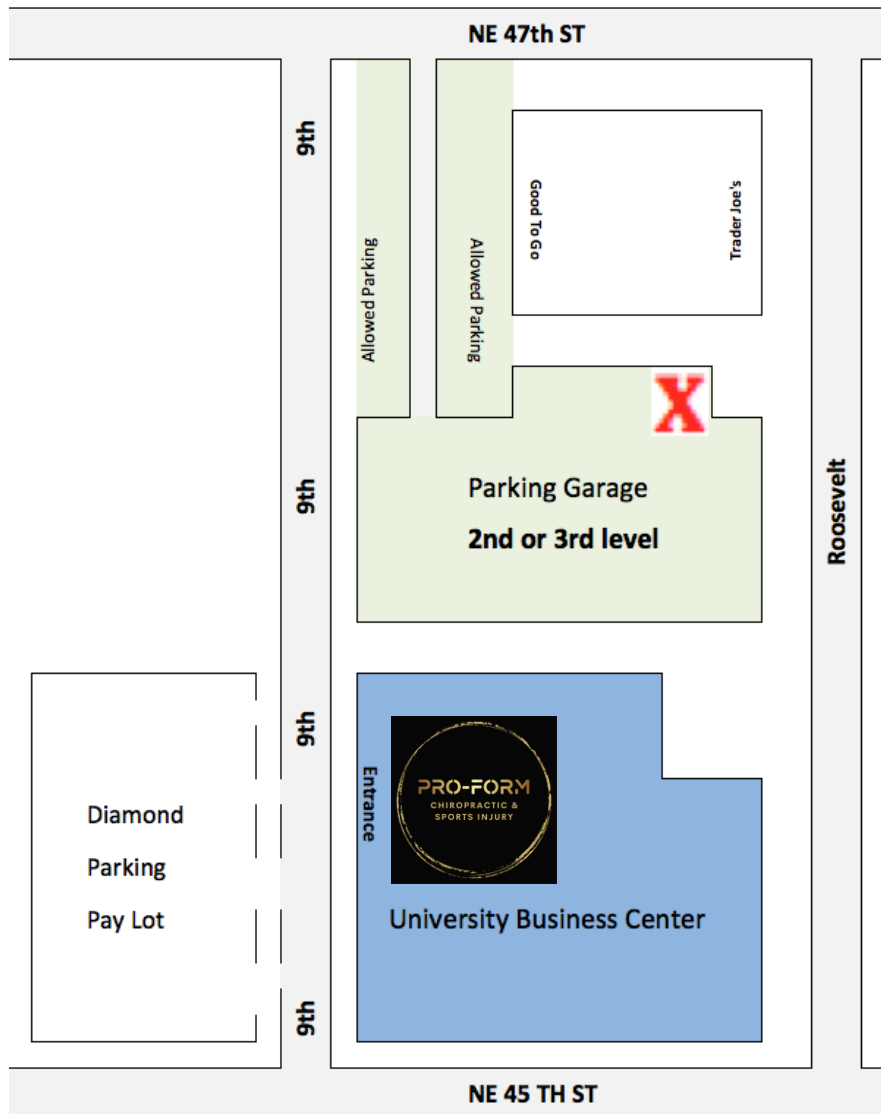 NE 47th ST
9th
Good To Go
Trader Joe's
Allowed Parking
Allowed Parking
X
9th
Parking Garage
2nd or 3rd level
Roosevelt
9th
Entrance
PRO-FORM
CHIROPRACTIC &
SPORTS INJURY
Diamond
Parking
Pay Lot
University Business Center
9th
NE 45 TH ST